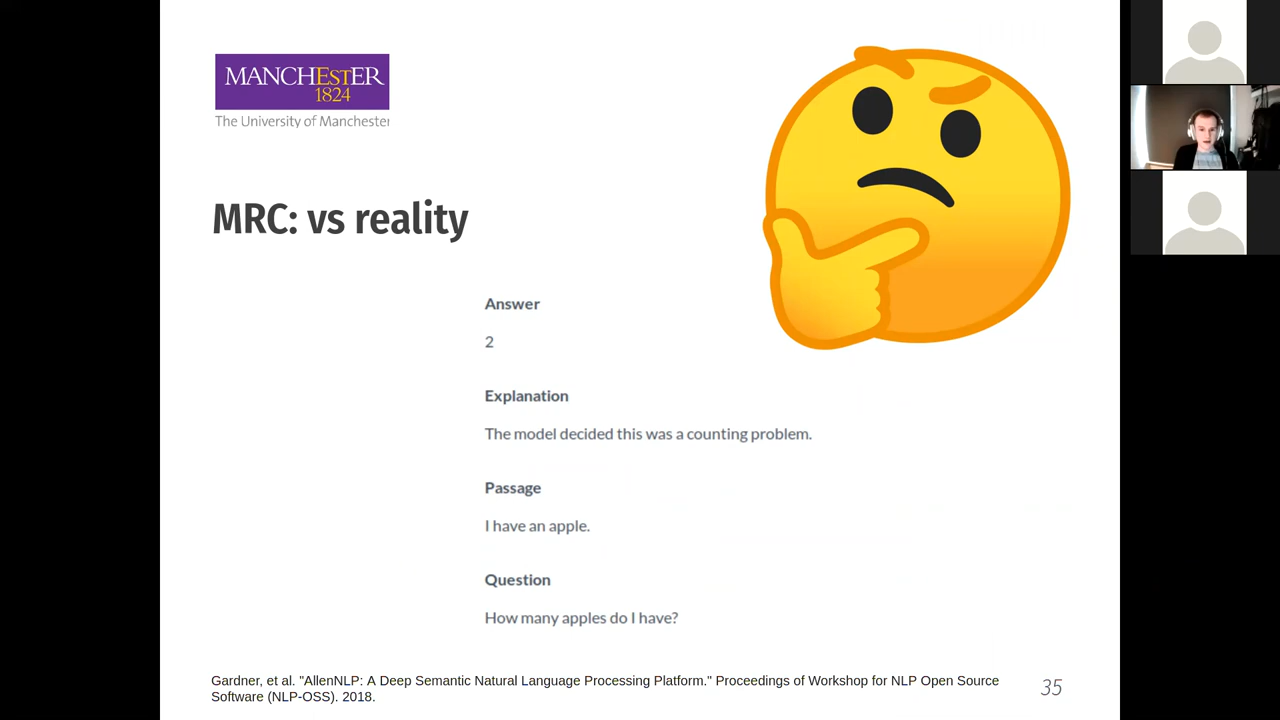 MANCHESTER
1824
The University of Manchester
MRC: vs reality
Answer
2
Explanation
The model decided this was a counting problem.
Passage
I have an apple.
Question
How many apples do I have?
Gardner, et al. "AllenNLP: A Deep Semantic Natural Language Processing Platform." Proceedings of Workshop for NLP Open Source
Software (NLP-OSS). 2018.
35